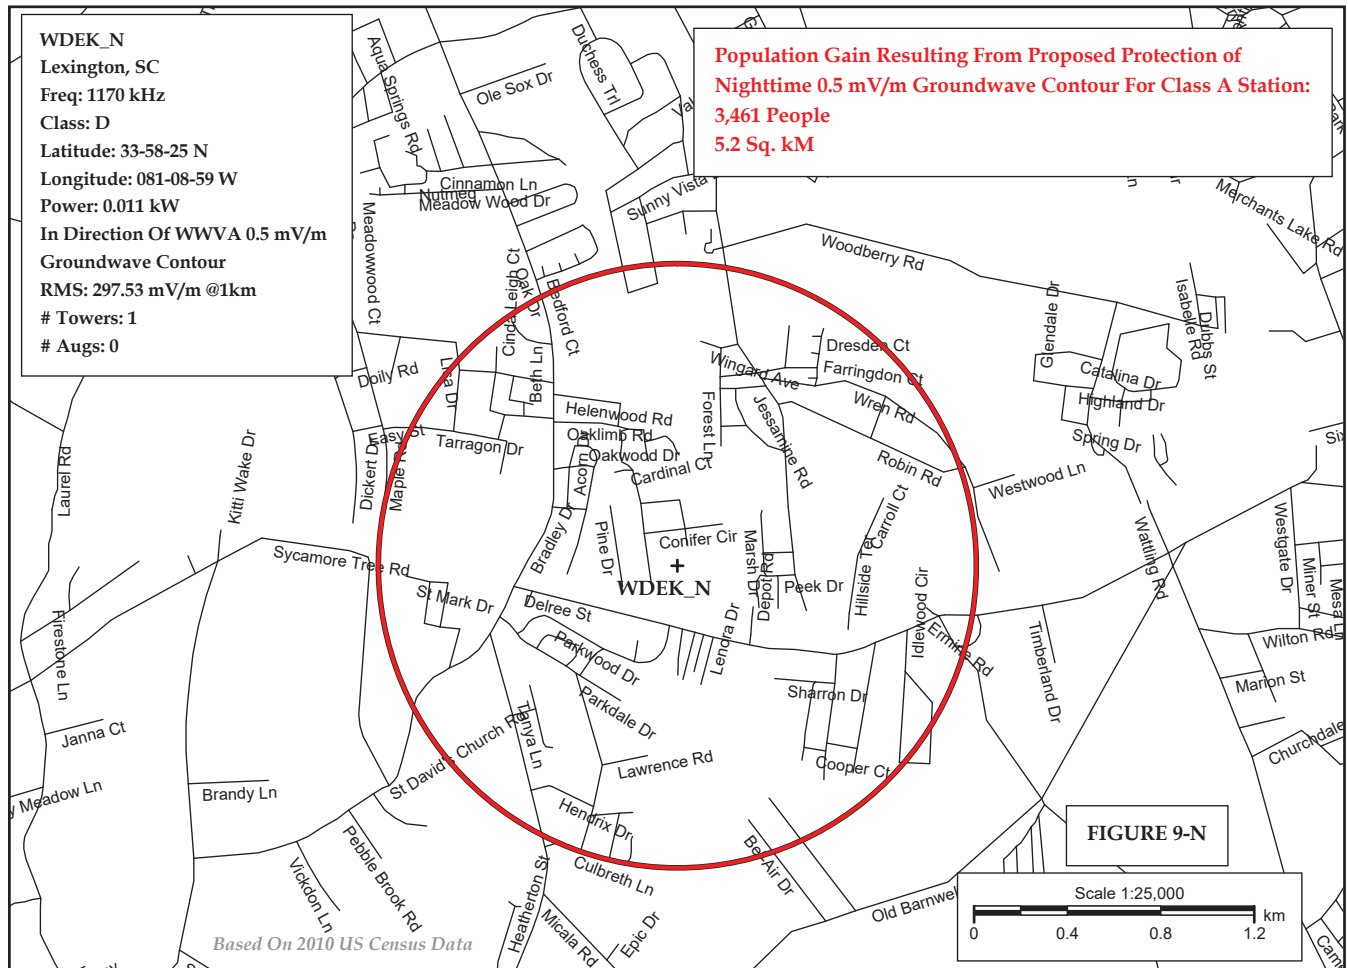 WDEK_N
Lexington, SC
Freq: 1170 kHz
Class: D
Latitude: 33-58-25 N
Longitude: 081-08-59 W
Power: 0.011 kW
In Direction Of WWVA 0.5 mV/m
Groundwave Contour
RMS: 297.53 mV/m @1km
# Towers: 1
# Augs: 0
Population Gain Resulting From Proposed Protection of
Nighttime 0.5 mV/m Groundwave Contour For Class A Station:
3,461 People
5.2 Sq. kM
Aqua Springs Rd
Ole Sox Dr
Duchess Trl
Cinnamon Ln
Nutmeg
Meadow Wood Dr
Sunny Vista
Merchants Lake Rd
Meadowwood Ct
Woodberry Rd
Cinda Leigh Ct
Oak Dr
Bedford Ct
Glendale Dr
Isabelle Rd
Dubbs St
Doily Rd
Lisa Dr
Beth Ln
Dresden Ct
Wingard Ave
Farringdon Ct
Catalina Dr
Highland Dr
Helenwood Rd
Forest Ln
Jessamine Rd
Wren Rd
Easy St
Tarragon Dr
Oaklimb Rd
Oakwood Dr
Cardinal Ct
Acorn Dr
Robin Rd
Spring Dr
Westwood Ln
Laurel Rd
Kitti Wake Dr
Dickert Dr
Maple Rd
Bradley Dr
Pine Dr
Conifer Cir
Marsh Dr
Depot Rd
Peek Dr
Carroll Ct
Hillside Ter
Wattling Rd
Westgate Dr
Miner St
Mesa Ln
Sycamore Tree Rd
St Mark Dr
WDEK_N
Delree St
Lenora Dr
Idlewood Cir
Ermine Rd
Timberland Dr
Wilton Rd
Firestone Ln
Parkwood Dr
Sharron Dr
Marion St
Parkdale Dr
Janna Ct
St David's Church Rd
Tanya Ln
Lawrence Rd
Cooper Ct
Churchdale
y Meadow Ln
Brandy Ln
Hendrix Dr
Pebble Brook Rd
Vickdon Ln
Culbreth Ln
Bel-Air Dr
Heatherton St
Micala Rd
Epic Dr
Old Barnwel
FIGURE 9-N
Scale 1:25,000
km
0 0.4 0.8 1.2
Based On 2010 US Census Data